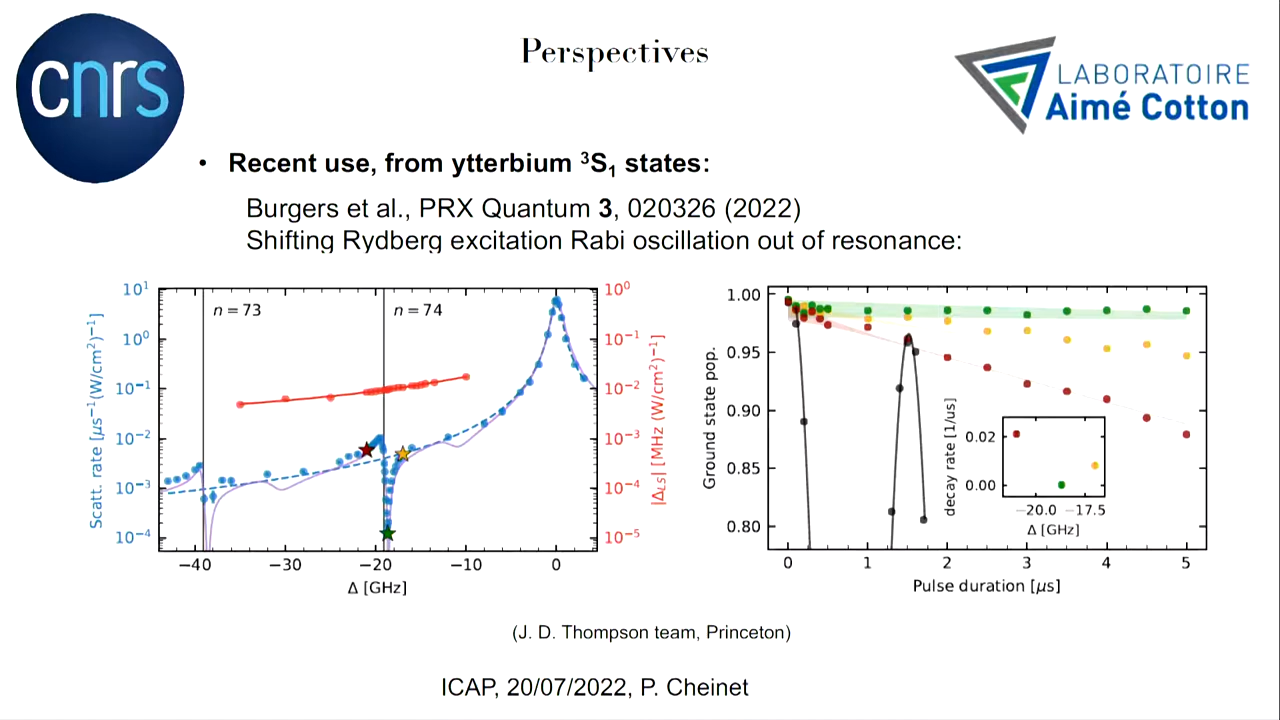 cnrs
Perspectives
LABORATOIRE
Aimé Cotton
• Recent use, from ytterbium ³S₁ states:
Burgers et al., PRX Quantum 3, 020326 (2022)
Shifting Rydberg excitation Rabi oscillation out of resonance:
10¹
10⁰
10⁻¹
10⁻²
10⁻³
10⁻⁴
Scatt. rate [μs⁻¹(W/cm²)⁻¹]
n = 73
n = 74
10⁰
10⁻¹
10⁻²
10⁻³
10⁻⁴
10⁻⁵
|Δ_LS| [MHz (W/cm²)⁻¹]
−40 −30 −20 −10 0
Δ [GHz]
1.00
0.95
0.90
0.85
0.80
Ground state pop.
decay rate [1/us]
0.02
0.00
−20.0 −17.5
Δ [GHz]
0 1 2 3 4 5
Pulse duration [μs]
(J. D. Thompson team, Princeton)
ICAP, 20/07/2022, P. Cheinet